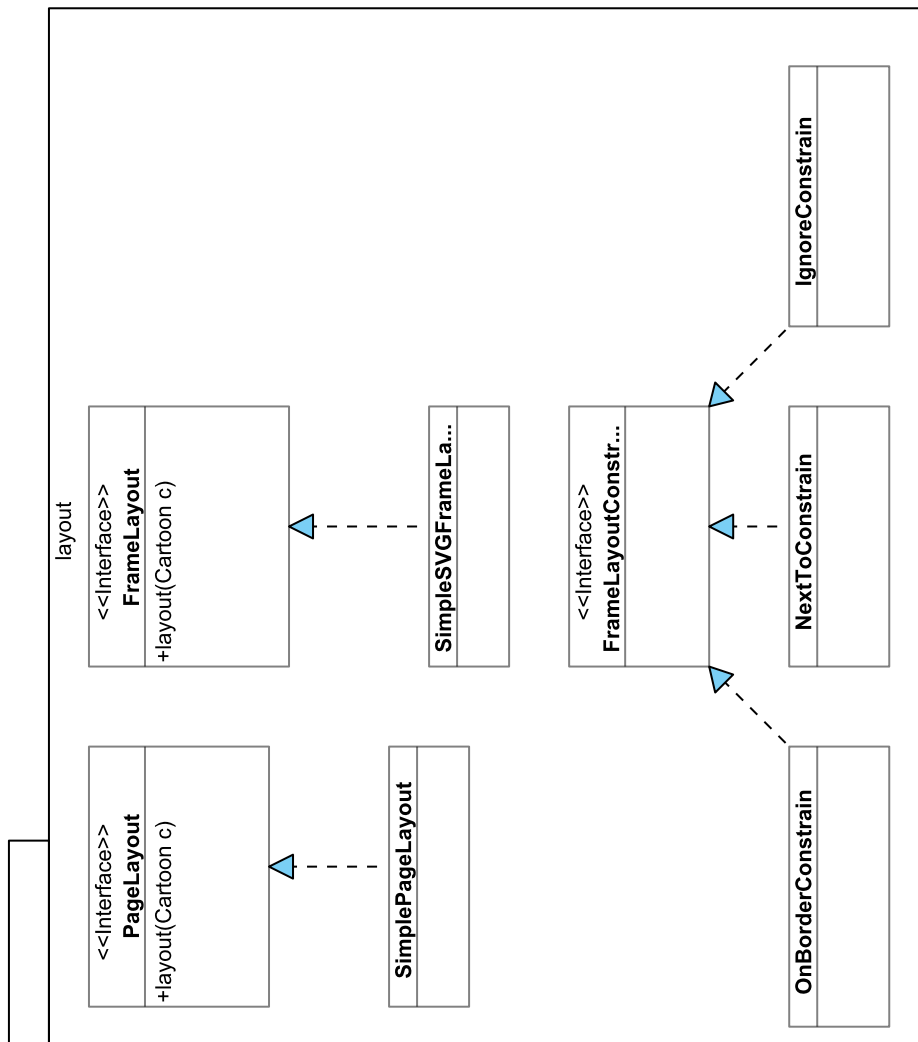 layout
<<Interface>>
PageLayout
+layout(Cartoon c)
<<Interface>>
FrameLayout
+layout(Cartoon c)
SimplePageLayout
SimpleSVGFrameLa...
<<Interface>>
FrameLayoutConstr...
OnBorderConstrain
NextToConstrain
IgnoreConstrain